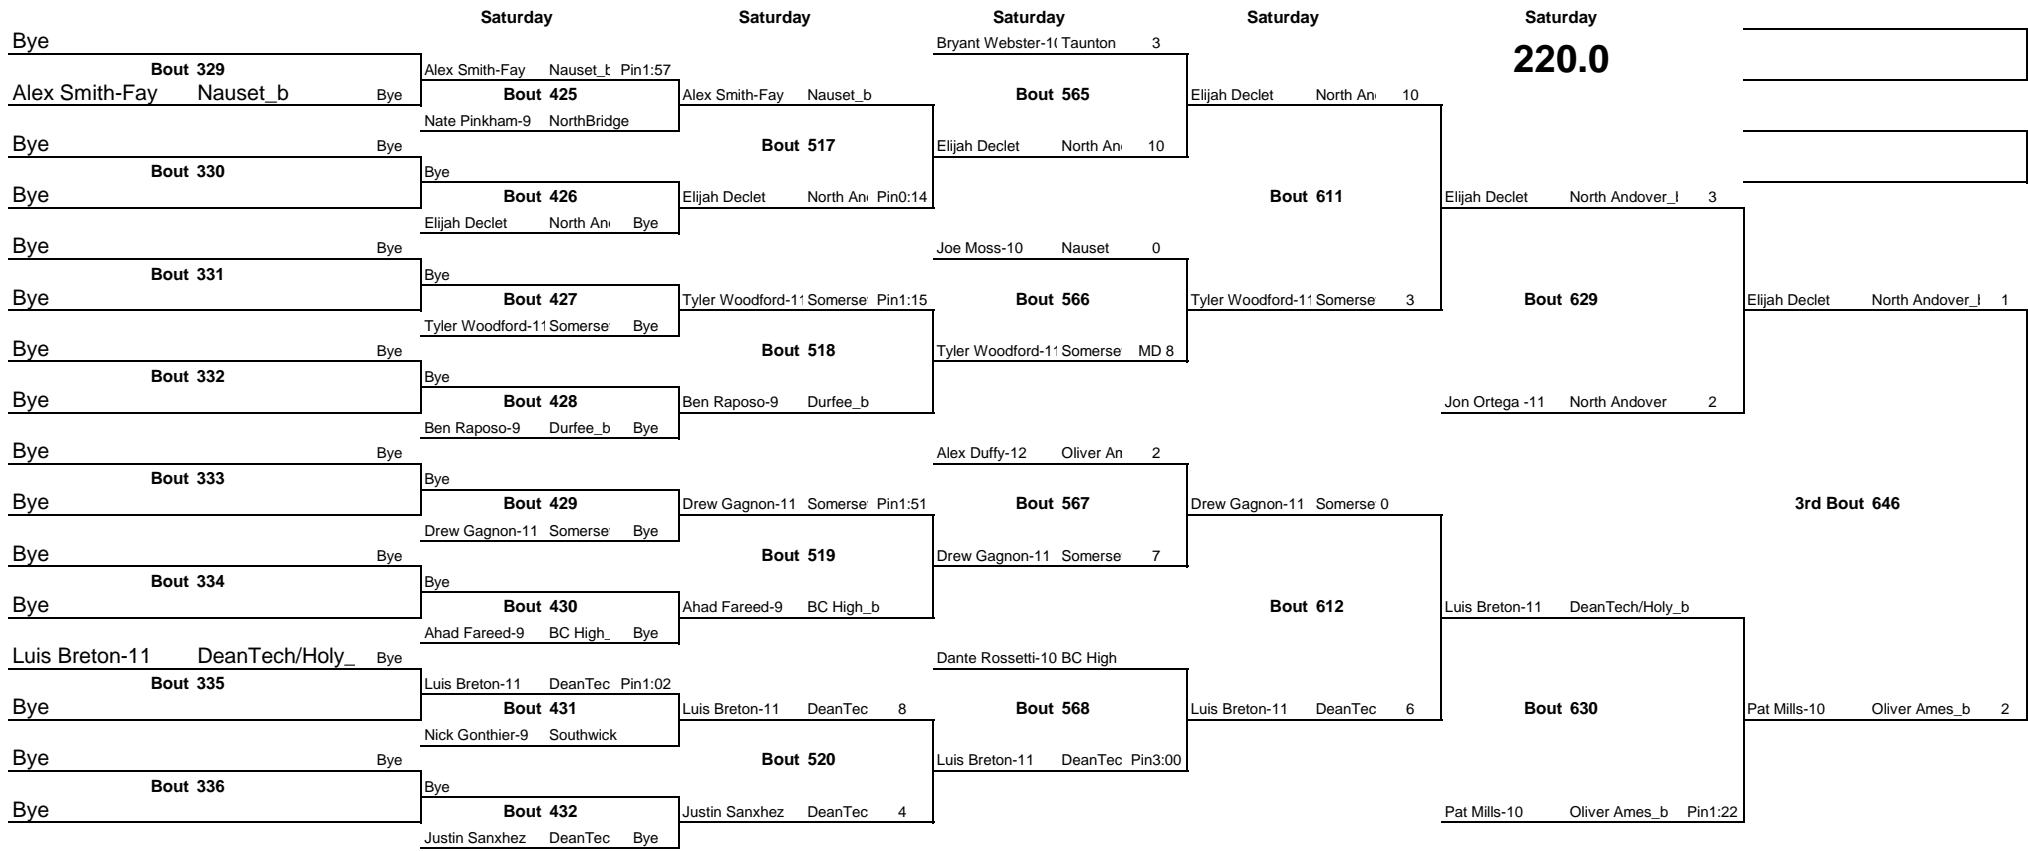 Saturday Saturday Saturday Saturday Saturday
Bye Bryant Webster-1( Taunton 3
220.0
Bout 329 Alex Smith-Fay Nauset_b Pin1:57
Alex Smith-Fay Nauset_b Bye Bout 425 Alex Smith-Fay Nauset_b Bout 565 Elijah Declet North An 10
Nate Pinkham-9 NorthBridge
Bye Bye Bout 517 Elijah Declet North An 10
Bout 330 Bye
Bye Bout 426 Elijah Declet North An Pin0:14 Bout 611 Elijah Declet North Andover_ 3
Elijah Declet North An Bye
Bye Bye Joe Moss-10 Nauset 0
Bout 331 Bye
Bye Bout 427 Tyler Woodford-11 Somerse Pin1:15 Bout 566 Tyler Woodford-11 Somerse 3 Bout 629 Elijah Declet North Andover_ 1
Tyler Woodford-11 Somerse Bye
Bye Bye Bout 518 Tyler Woodford-11 Somerse MD 8
Bout 332 Bye
Bye Bout 428 Ben Raposo-9 Durfee_b Jon Ortega -11 North Andover 2
Ben Raposo-9 Durfee_b Bye
Bye Bye Alex Duffy-12 Oliver An 2
Bout 333 Bye
Bye Bout 429 Drew Gagnon-11 Somerse Pin1:51 Bout 567 Drew Gagnon-11 Somerse 0 3rd Bout 646
Drew Gagnon-11 Somerse Bye
Bye Bye Bout 519 Drew Gagnon-11 Somerse 7
Bout 334 Bye
Bye Bout 430 Ahad Fareed-9 BC High_b Bout 612 Luis Breton-11 DeanTech/Holy_b
Ahad Fareed-9 BC High_ Bye
Luis Breton-11 DeanTech/Holy_ Bye Dante Rossetti-10 BC High
Bout 335 Luis Breton-11 DeanTec Pin1:02
Bye Bout 431 Luis Breton-11 DeanTec 8 Bout 568 Luis Breton-11 DeanTec 6 Bout 630 Pat Mills-10 Oliver Ames_b 2
Nick Gonthier-9 Southwick
Bye Bye Bout 520 Luis Breton-11 DeanTec Pin3:00
Bout 336 Bye
Bye Bout 432 Justin Sanxhez DeanTec 4 Pat Mills-10 Oliver Ames_b Pin1:22
Justin Sanxhez DeanTec Bye